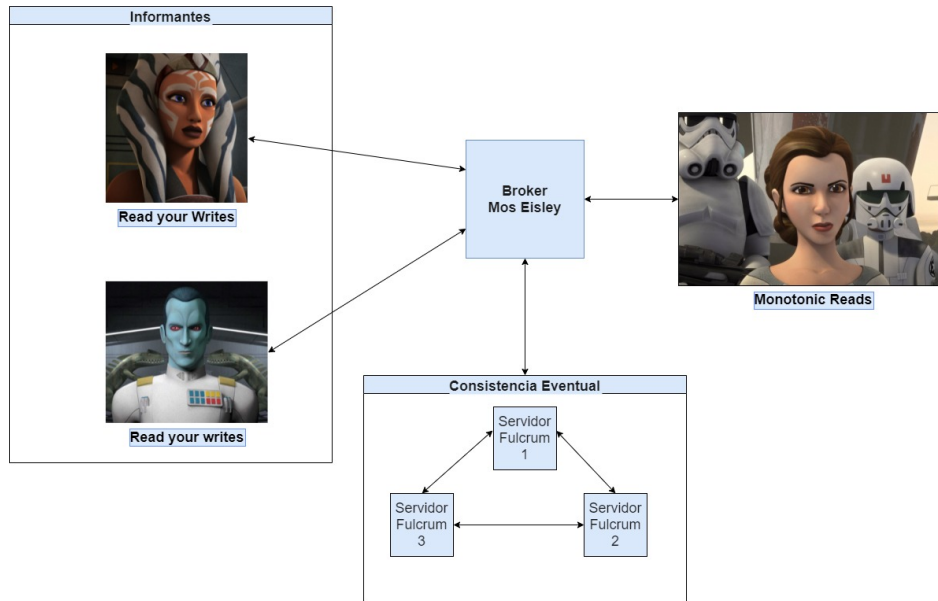 Informantes
Read your Writes
Read your writes
Broker
Mos Eisley
Monotonic Reads
Consistencia Eventual
Servidor
Fulcrum
1
Servidor
Fulcrum
3
Servidor
Fulcrum
2